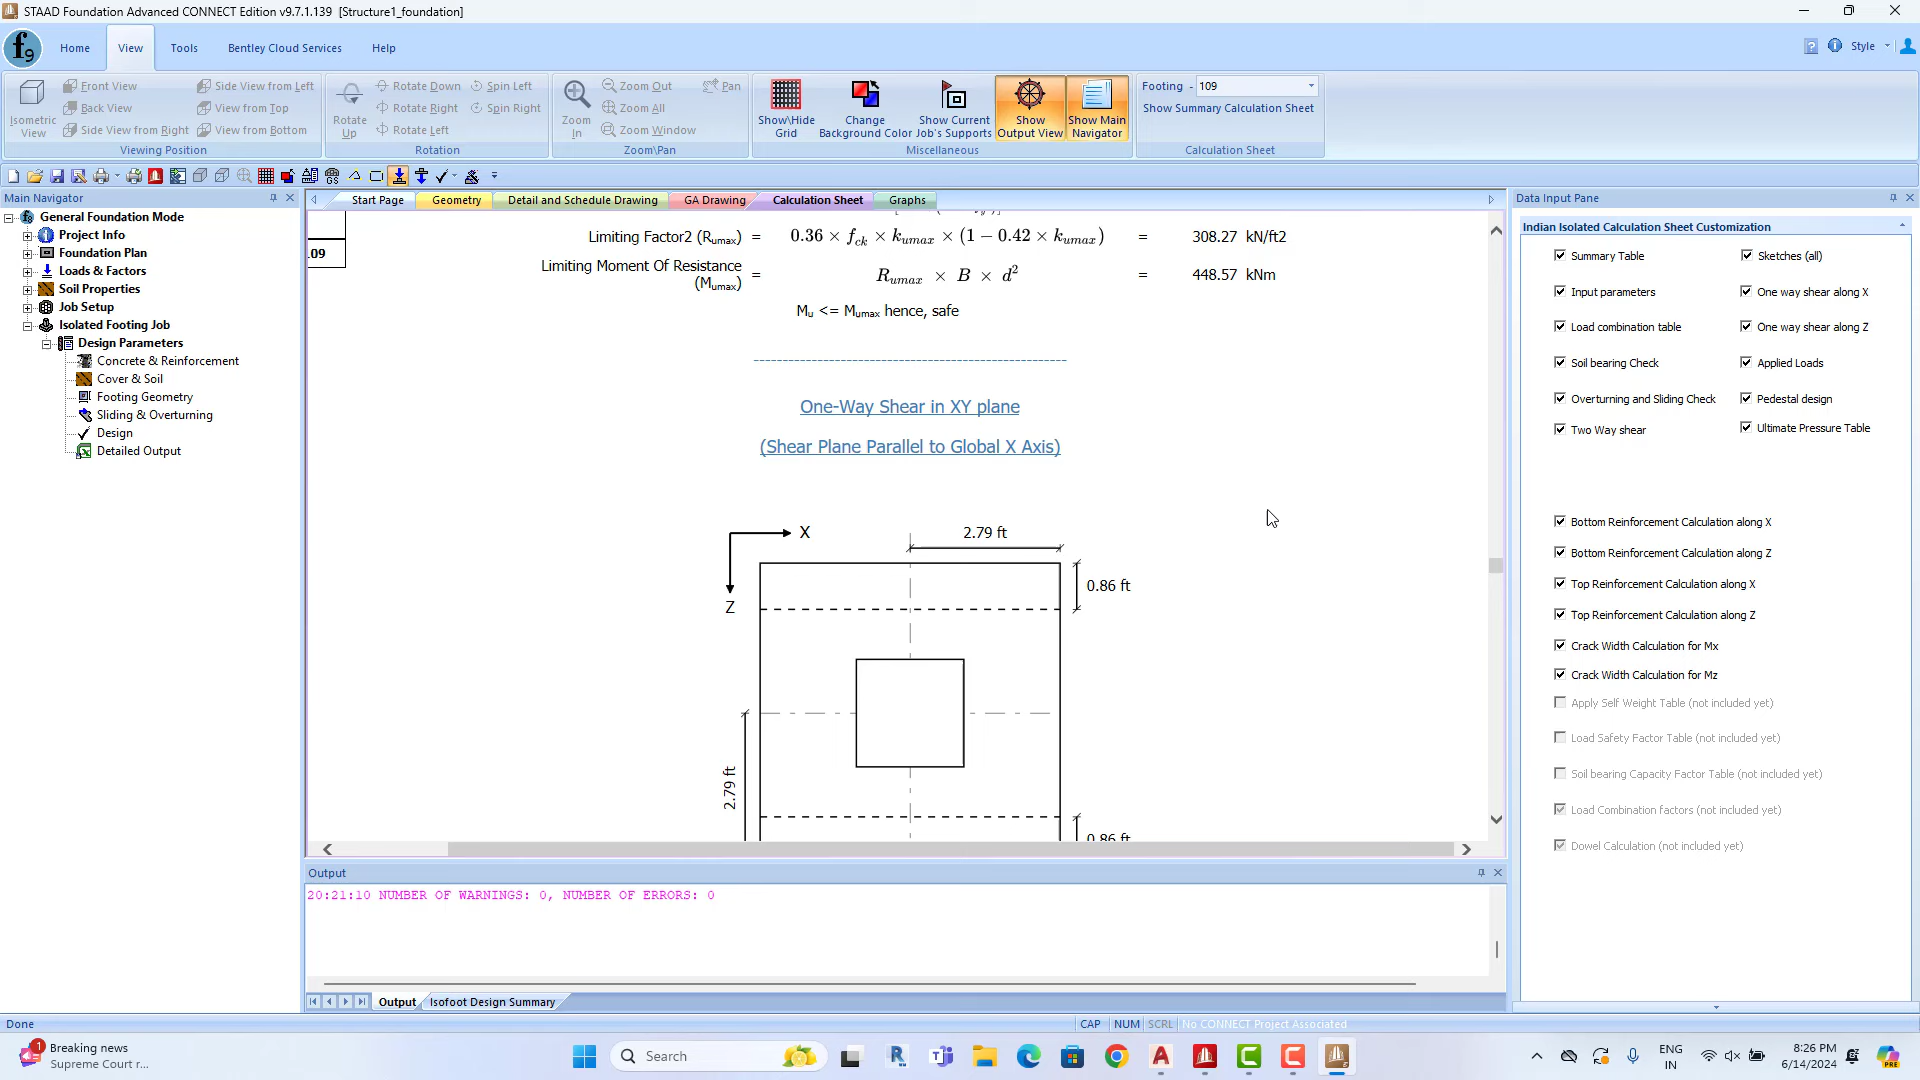 STAAD Foundation Advanced CONNECT Edition v9.7.1.139 [Structure1_foundation]
Home
View
Tools
Bentley Cloud Services
Help
Style
Isometric View
Front View
Back View
Side View from Right
Side View from Left
View from Top
View from Bottom
Viewing Position
Rotate Up
Rotate Down
Rotate Right
Rotate Left
Spin Left
Spin Right
Rotation
Zoom In
Zoom Out
Zoom All
Zoom Window
Pan
Zoom\Pan
Show\Hide Grid
Change Background Color
Show Current Job's Supports
Show Output View
Show Main Navigator
Miscellaneous
Footing - 109
Show Summary Calculation Sheet
Calculation Sheet
Main Navigator
General Foundation Mode
Project Info
Foundation Plan
Loads & Factors
Soil Properties
Job Setup
Isolated Footing Job
Design Parameters
Concrete & Reinforcement
Cover & Soil
Footing Geometry
Sliding & Overturning
Design
Detailed Output
Start Page
Geometry
Detail and Schedule Drawing
GA Drawing
Calculation Sheet
Graphs
.09
Limiting Factor2 (Rumax) = 0.36 × fck × kumax × (1 − 0.42 × kumax) = 308.27 kN/ft2
Limiting Moment Of Resistance (Mumax) = Rumax × B × d² = 448.57 kNm
Mu <= Mumax hence, safe
One-Way Shear in XY plane
(Shear Plane Parallel to Global X Axis)
X
Z
2.79 ft
0.86 ft
2.79 ft
0.86 ft
Data Input Pane
Indian Isolated Calculation Sheet Customization
Summary Table
Sketches (all)
Input parameters
One way shear along X
Load combination table
One way shear along Z
Soil bearing Check
Applied Loads
Overturning and Sliding Check
Pedestal design
Two Way shear
Ultimate Pressure Table
Bottom Reinforcement Calculation along X
Bottom Reinforcement Calculation along Z
Top Reinforcement Calculation along X
Top Reinforcement Calculation along Z
Crack Width Calculation for Mx
Crack Width Calculation for Mz
Apply Self Weight Table (not included yet)
Load Safety Factor Table (not included yet)
Soil bearing Capacity Factor Table (not included yet)
Load Combination factors (not included yet)
Dowel Calculation (not included yet)
Output
20:21:10 NUMBER OF WARNINGS: 0, NUMBER OF ERRORS: 0
Output
Isofoot Design Summary
Done
CAP
NUM
SCRL
No CONNECT Project Associated
1
Breaking news
Supreme Court r...
Search
ENG
IN
8:26 PM
6/14/2024
PRE